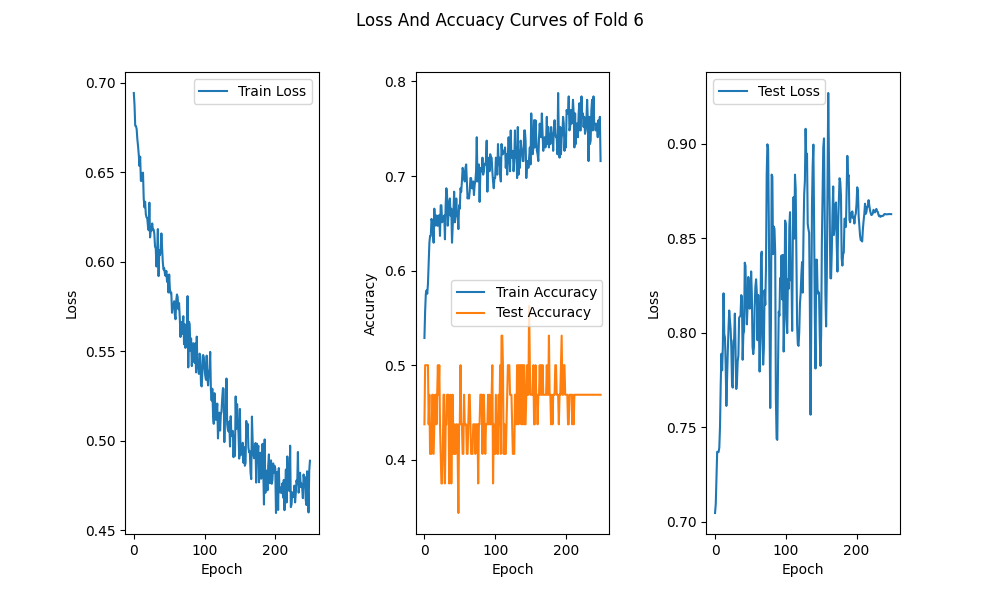 Loss And Accuacy Curves of Fold 6
0.70
0.65
0.60
0.55
0.50
0.45
Loss
Train Loss
0
100
200
Epoch
0.8
0.7
0.6
0.5
0.4
Accuracy
Train Accuracy
Test Accuracy
0
100
200
Epoch
0.90
0.85
0.80
0.75
0.70
Loss
Test Loss
0
100
200
Epoch